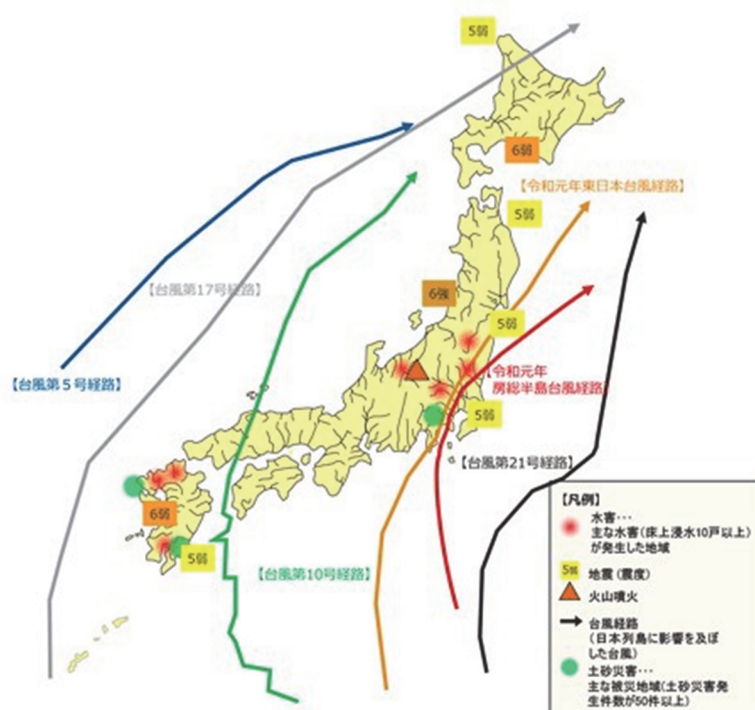 5弱
6弱
【令和元年東日本台風経路】
5弱
【台風第17号経路】
6強
5弱
【台風第5号経路】
【令和元年
房総半島台風経路】
5弱
【台風第21号経路】
6弱
5弱
【台風第10号経路】
【凡例】
水害・・・
主な水害(床上浸水10戸以上)
が発生した地域
5弱 地震(震度)
火山噴火
台風経路
(日本列島に影響を及ぼ
した台風)
土砂災害・・・
主な被災地域(土砂災害発
生件数が50件以上)